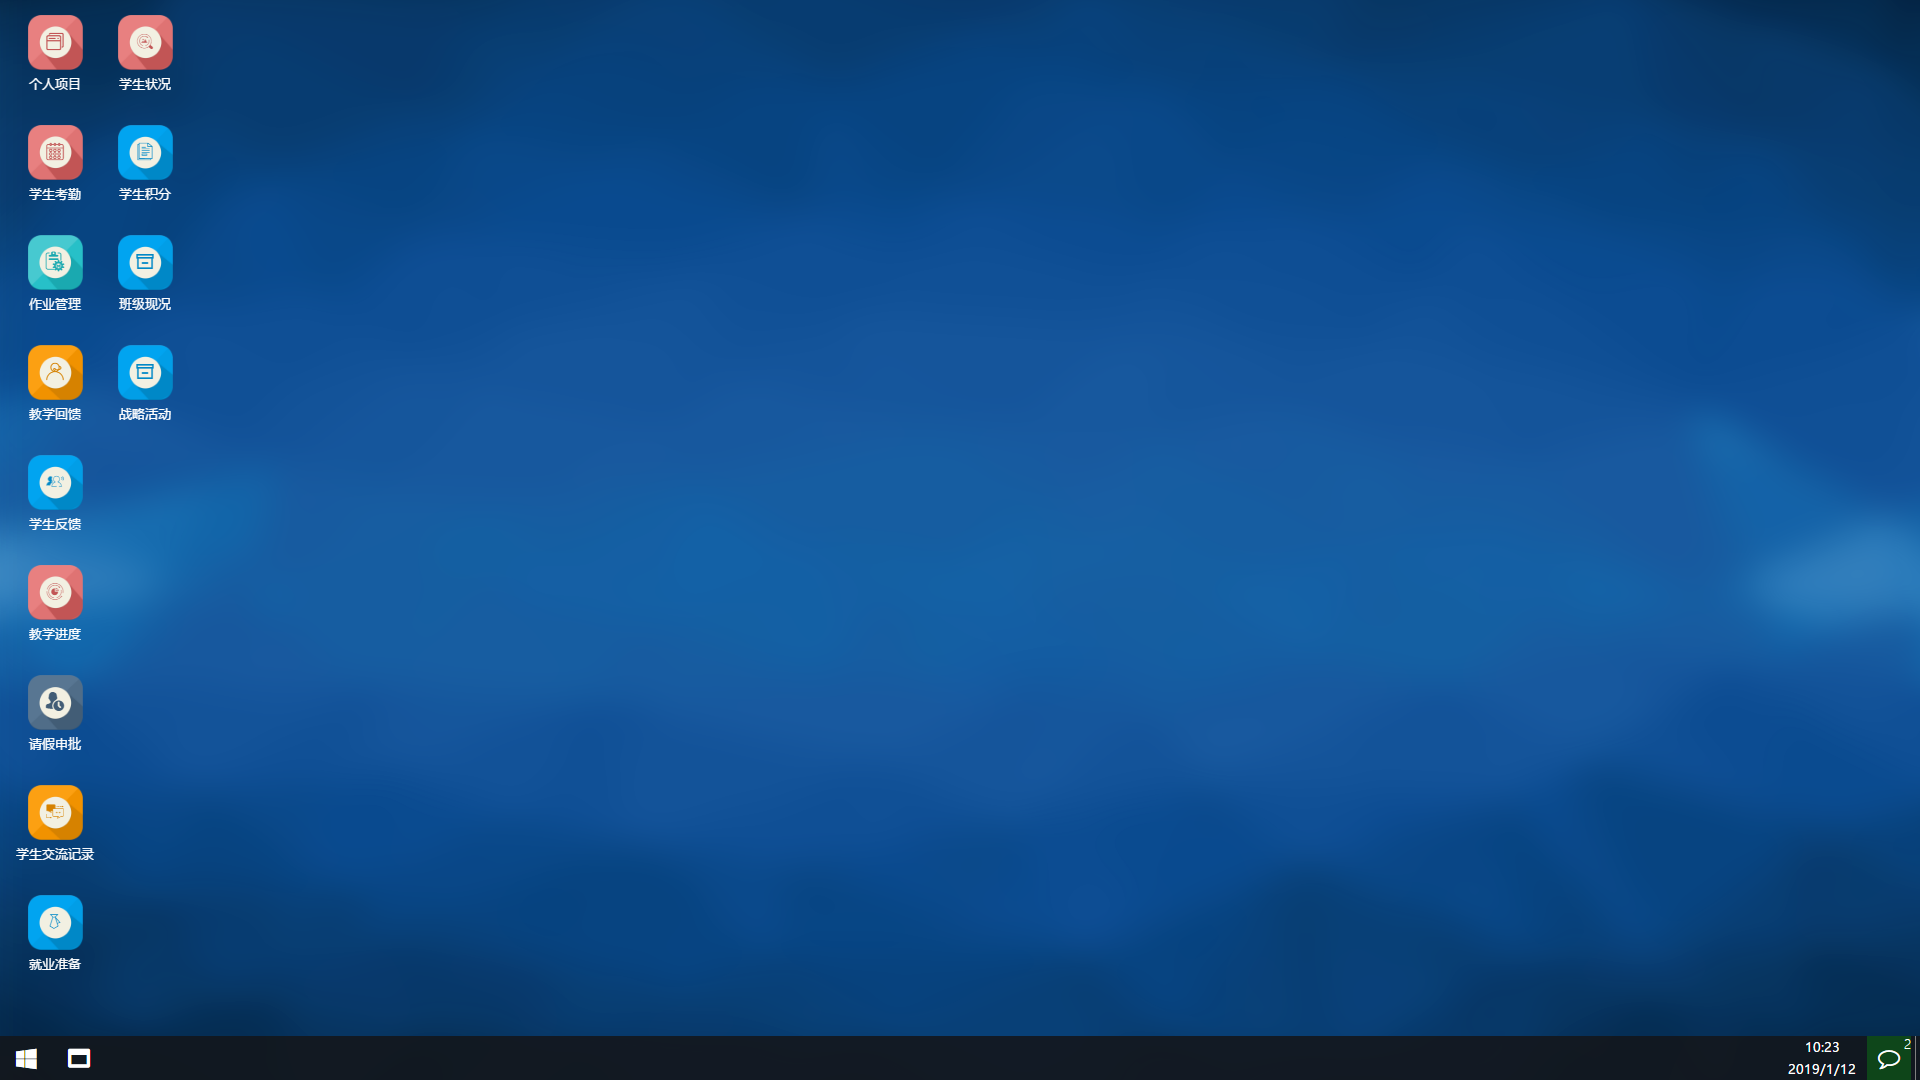 个人项目
学生状况
学生考勤
学生积分
作业管理
班级现况
教学回馈
战略活动
学生反馈
教学进度
请假申批
学生交流记录
就业准备
10:23
2
2019/1/12